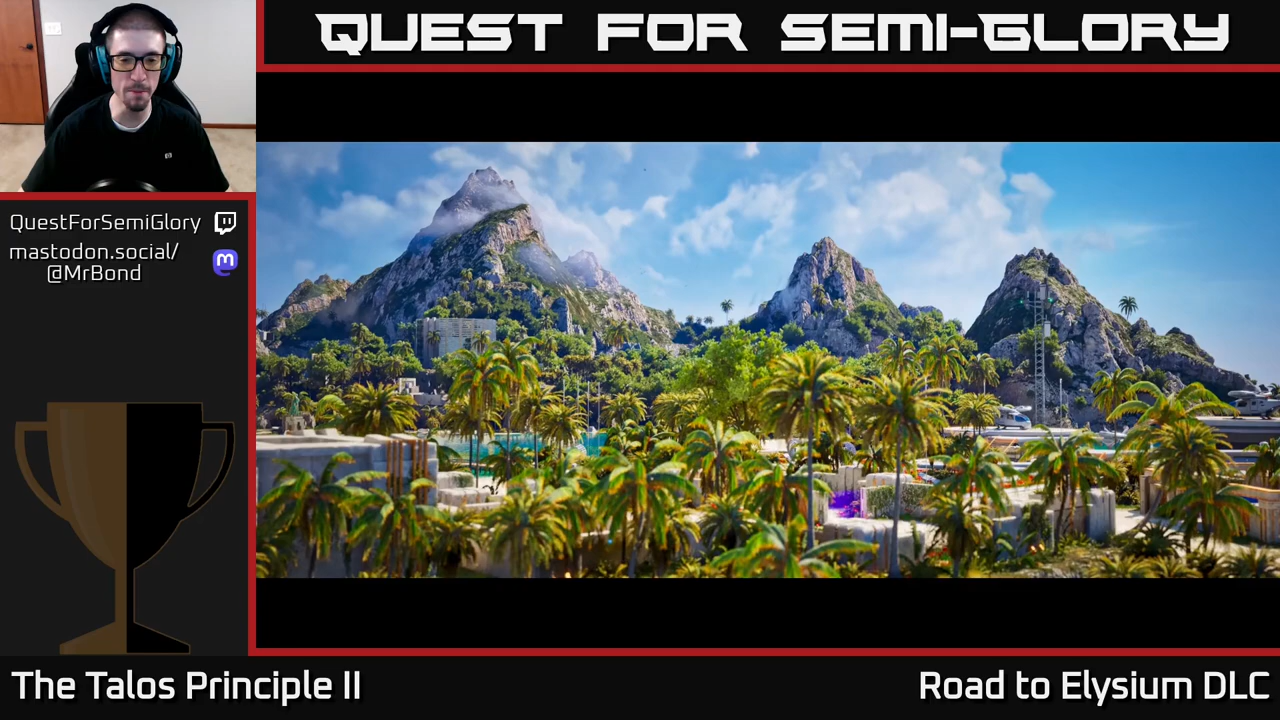 QUEST FOR SEMI-GLORY
QuestForSemiGlory
mastodon.social/
@MrBond
The Talos Principle II
Road to Elysium DLC